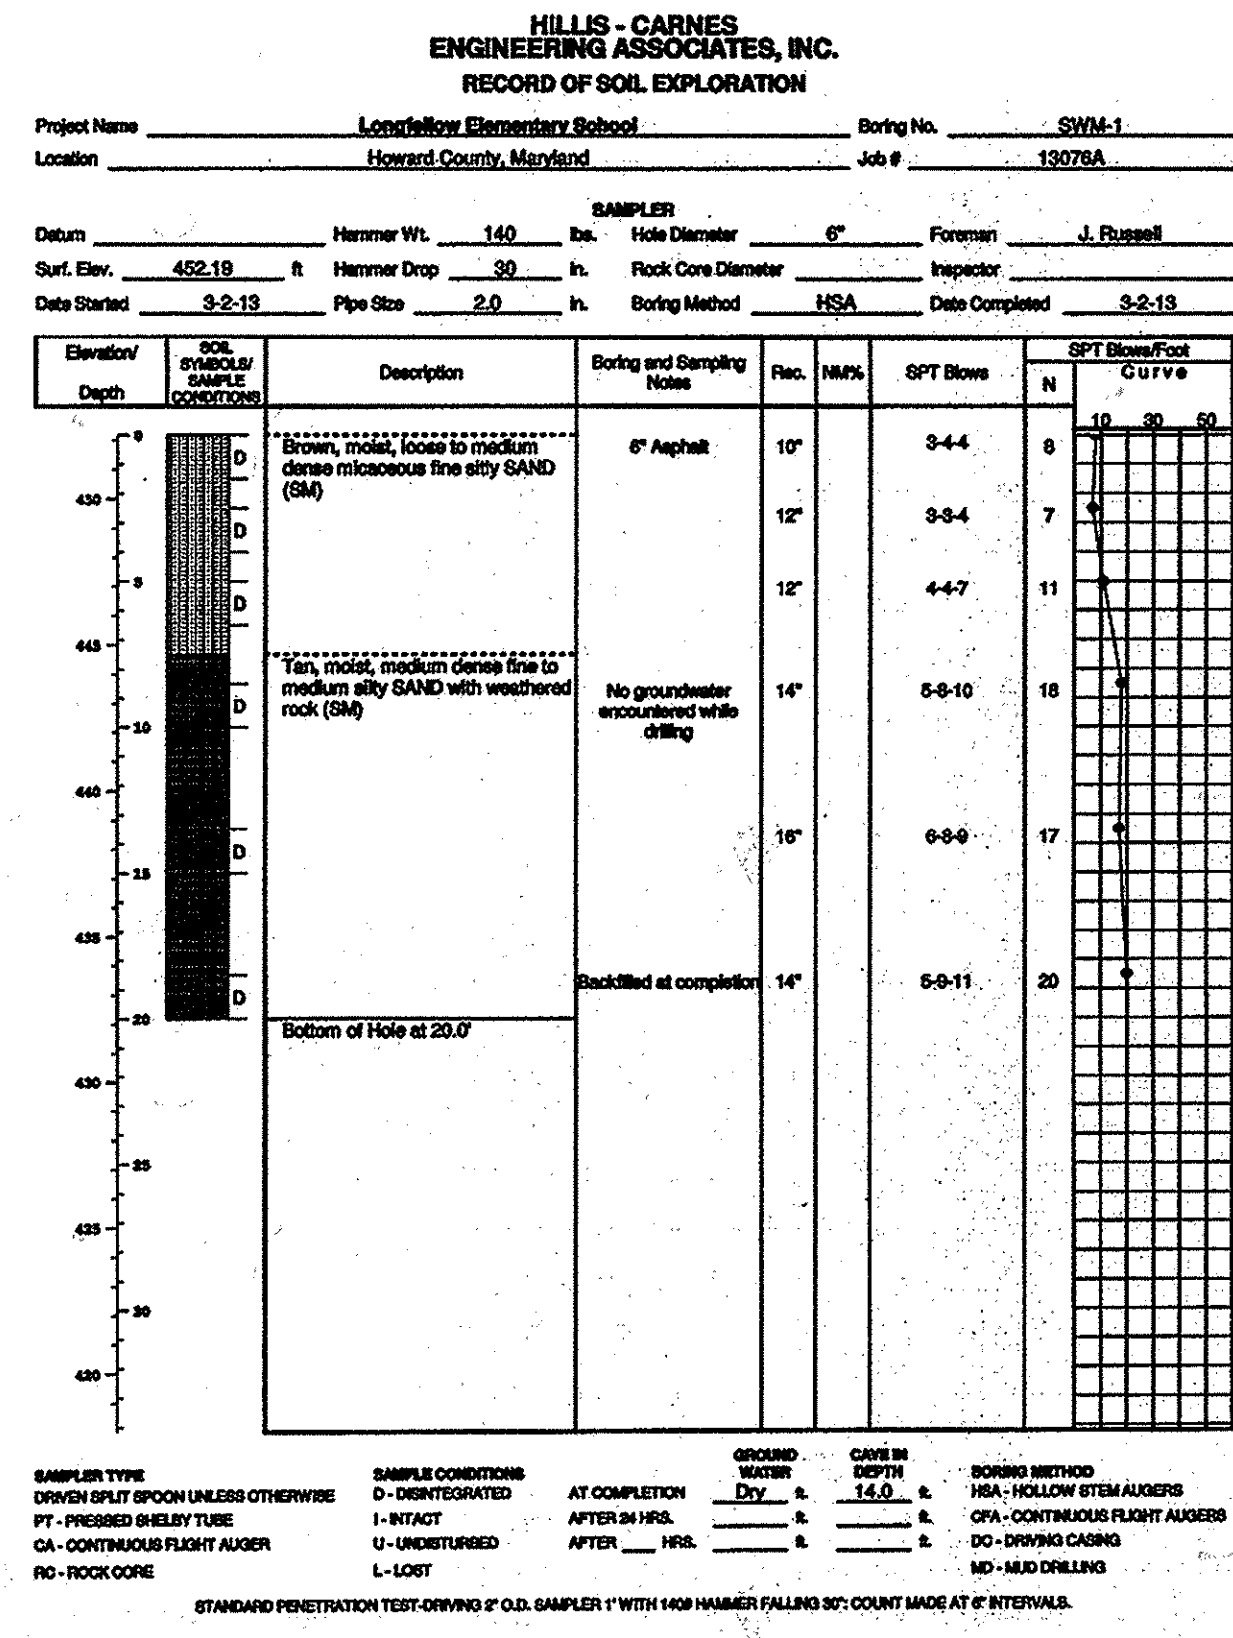 HILLIS - CARNES
ENGINEERING ASSOCIATES, INC.
RECORD OF SOIL EXPLORATION
Project Name Longfellow Elementary School Boring No. SWM-1
Location Howard County, Maryland Job # 13076A
SAMPLER
Datum Hammer Wt. 140 lbs. Hole Diameter 6" Foreman J. Russell
Surf. Elev. 452.19 ft Hammer Drop 30 in. Rock Core Diameter Inspector
Date Started 3-2-13 Pipe Size 2.0 in. Boring Method HSA Date Completed 3-2-13
Elevation/
Depth
SOIL
SYMBOLS/
SAMPLE
CONDITIONS
Description
Boring and Sampling
Notes
Rec.
NM%
SPT Blows
SPT Blows/Foot
N
Curve
10 30 50
0
D
Brown, moist, loose to medium
dense micaceous fine silty SAND
(SM)
6" Asphalt
10"
3-4-4
8
450
D
12"
3-3-4
7
5
D
12"
4-4-7
11
445
Tan, moist, medium dense fine to
medium silty SAND with weathered
rock (SM)
D
No groundwater
encountered while
drilling
14"
5-8-10
18
10
440
D
16"
6-8-9
17
15
435
D
Backfilled at completion
14"
5-9-11
20
20
Bottom of Hole at 20.0'
430
25
425
30
420
SAMPLER TYPE
DRIVEN SPLIT SPOON UNLESS OTHERWISE
PT - PRESSED SHELBY TUBE
CA - CONTINUOUS FLIGHT AUGER
RC - ROCK CORE
SAMPLE CONDITIONS
D - DISINTEGRATED
I - INTACT
U - UNDISTURBED
L - LOST
GROUND
WATER
CAVE IN
DEPTH
AT COMPLETION Dry ft. 14.0 ft.
AFTER 24 HRS. ft. ft.
AFTER HRS. ft. ft.
BORING METHOD
HSA - HOLLOW STEM AUGERS
CFA - CONTINUOUS FLIGHT AUGERS
DC - DRIVING CASING
MD - MUD DRILLING
STANDARD PENETRATION TEST-DRIVING 2" O.D. SAMPLER 1' WITH 140# HAMMER FALLING 30": COUNT MADE AT 6" INTERVALS.